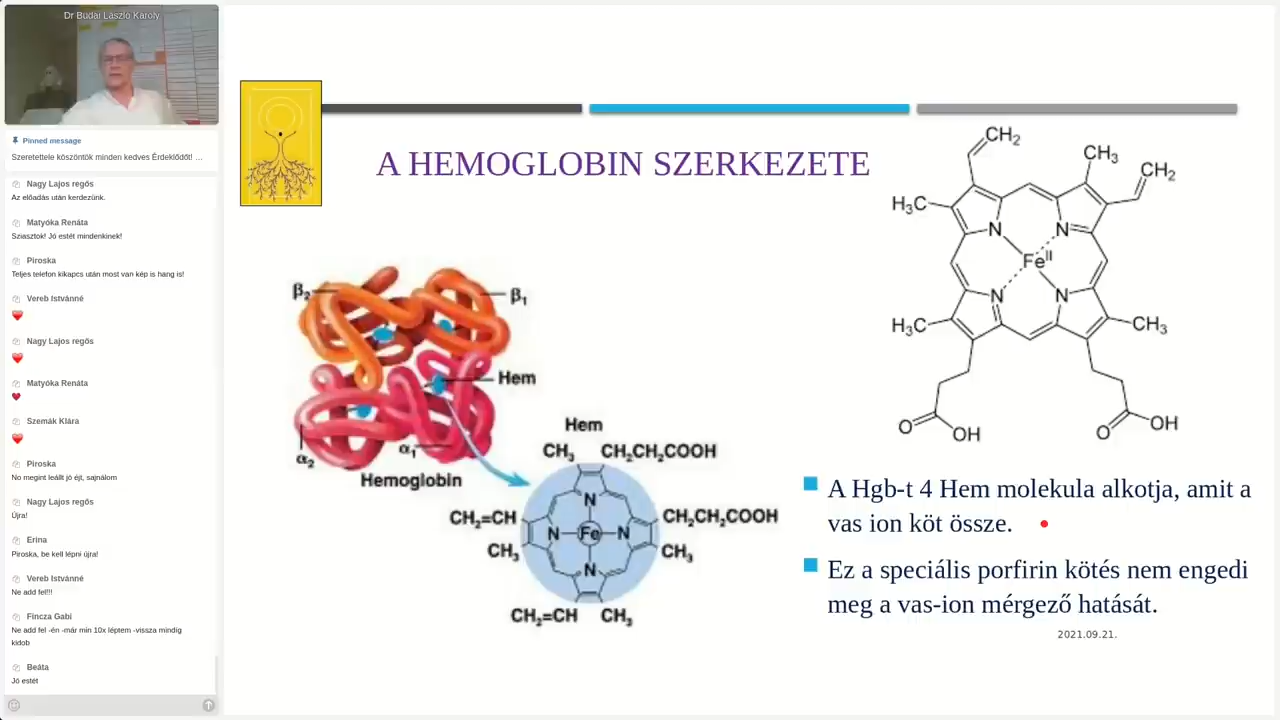 Dr Budai László Károly
Pinned message
Szeretettele köszöntök minden kedves Érdeklődőt! …
Nagy Lajos regős
Az előadás után kerdezünk.
Matyóka Renáta
Sziasztok! Jó estét mindenkinek!
Piroska
Teljes telefon kikapcs után most van kép is hang is!
Vereb Istvánné
Nagy Lajos regős
Matyóka Renáta
Szemák Klára
Piroska
No megint leállt jó éjt, sajnálom
Nagy Lajos regős
Újra!
Erina
Piroska, be kell lépni újra!
Vereb Istvánné
Ne add fel!!!
Fincza Gabi
Ne add fel -én -már min 10x léptem -vissza mindig
kidob
Beáta
Jó estét
A HEMOGLOBIN SZERKEZETE
β₂
β₁
Hem
α₂
α₁
Hemoglobin
Hem
CH₃ CH₂CH₂COOH
N
CH₂=CH
CH₂CH₂COOH
N Fe N
CH₃
CH₃
N
CH₂=CH CH₃
CH₂
CH₃
CH₂
H₃C
N N
Feᴵᴵ
N N
H₃C
CH₃
O
OH
O
OH
A Hgb-t 4 Hem molekula alkotja, amit a
vas ion köt össze.
Ez a speciális porfirin kötés nem engedi
meg a vas-ion mérgező hatását.
2021.09.21.